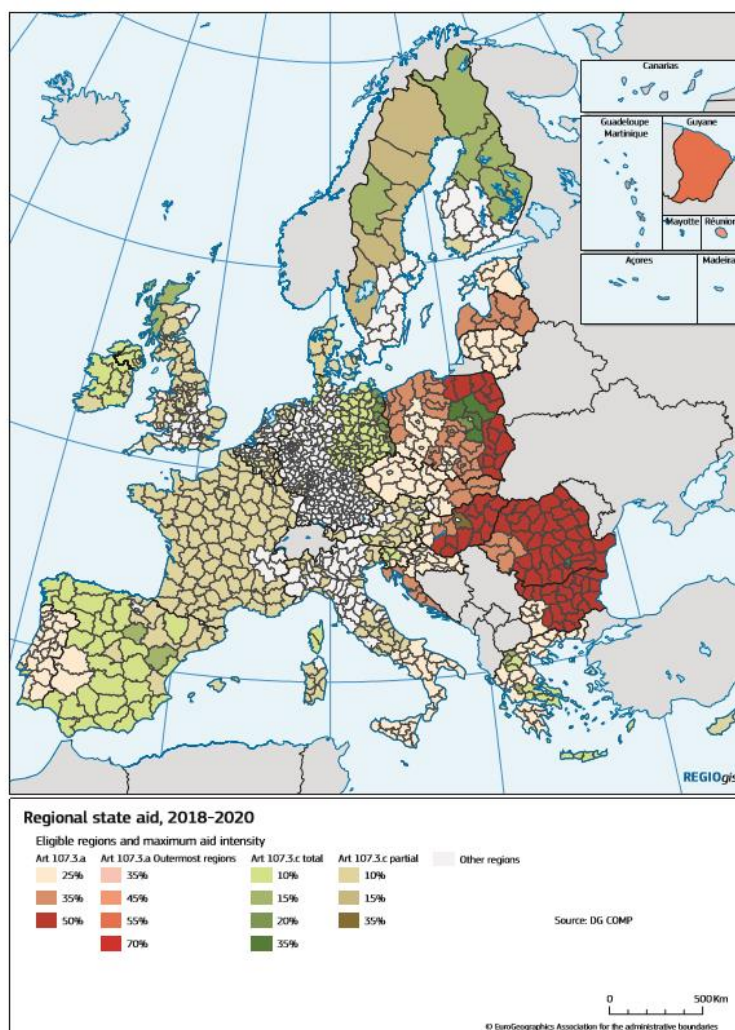 Canarias
Guadeloupe
Martinique
Guyane
Mayotte
Réunion
Açores
Madeira
REGIOgis
Regional state aid, 2018-2020
Eligible regions and maximum aid intensity
Art 107.3.a Art 107.3.a Outermost regions Art 107.3.c total Art 107.3.c partial Other regions
25% 35% 10% 10%
35% 45% 15% 15%
50% 55% 20% 35%
70% 35%
Source: DG COMP
0 500 Km
© EuroGeographics Association for the administrative boundaries